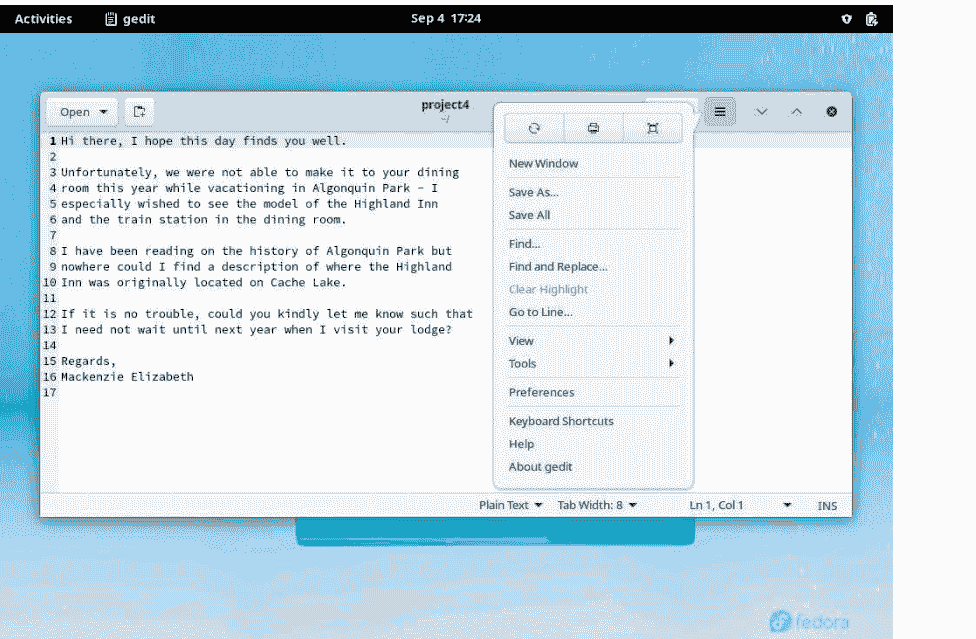 Activities gedit Sep 4 17:24
Open project4
~/
1 Hi there, I hope this day finds you well.
2
3 Unfortunately, we were not able to make it to your dining
4 room this year while vacationing in Algonquin Park - I
5 especially wished to see the model of the Highland Inn
6 and the train station in the dining room.
7
8 I have been reading on the history of Algonquin Park but
9 nowhere could I find a description of where the Highland
10 Inn was originally located on Cache Lake.
11
12 If it is no trouble, could you kindly let me know such that
13 I need not wait until next year when I visit your lodge?
14
15 Regards,
16 Mackenzie Elizabeth
17
New Window
Save As...
Save All
Find...
Find and Replace...
Clear Highlight
Go to Line...
View
Tools
Preferences
Keyboard Shortcuts
Help
About gedit
Plain Text Tab Width: 8 Ln 1, Col 1 INS
fedora